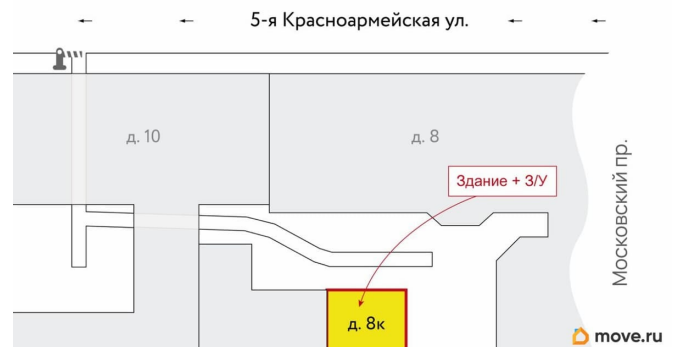 5-я Красноармейская ул.
д. 10
д. 8
Здание + З/У
Московский пр.
д. 8к
move.ru